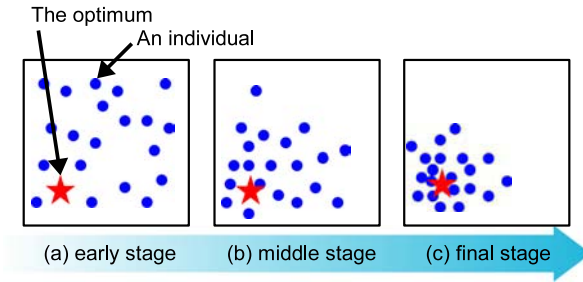 The optimum
An individual
(a) early stage
(b) middle stage
(c) final stage